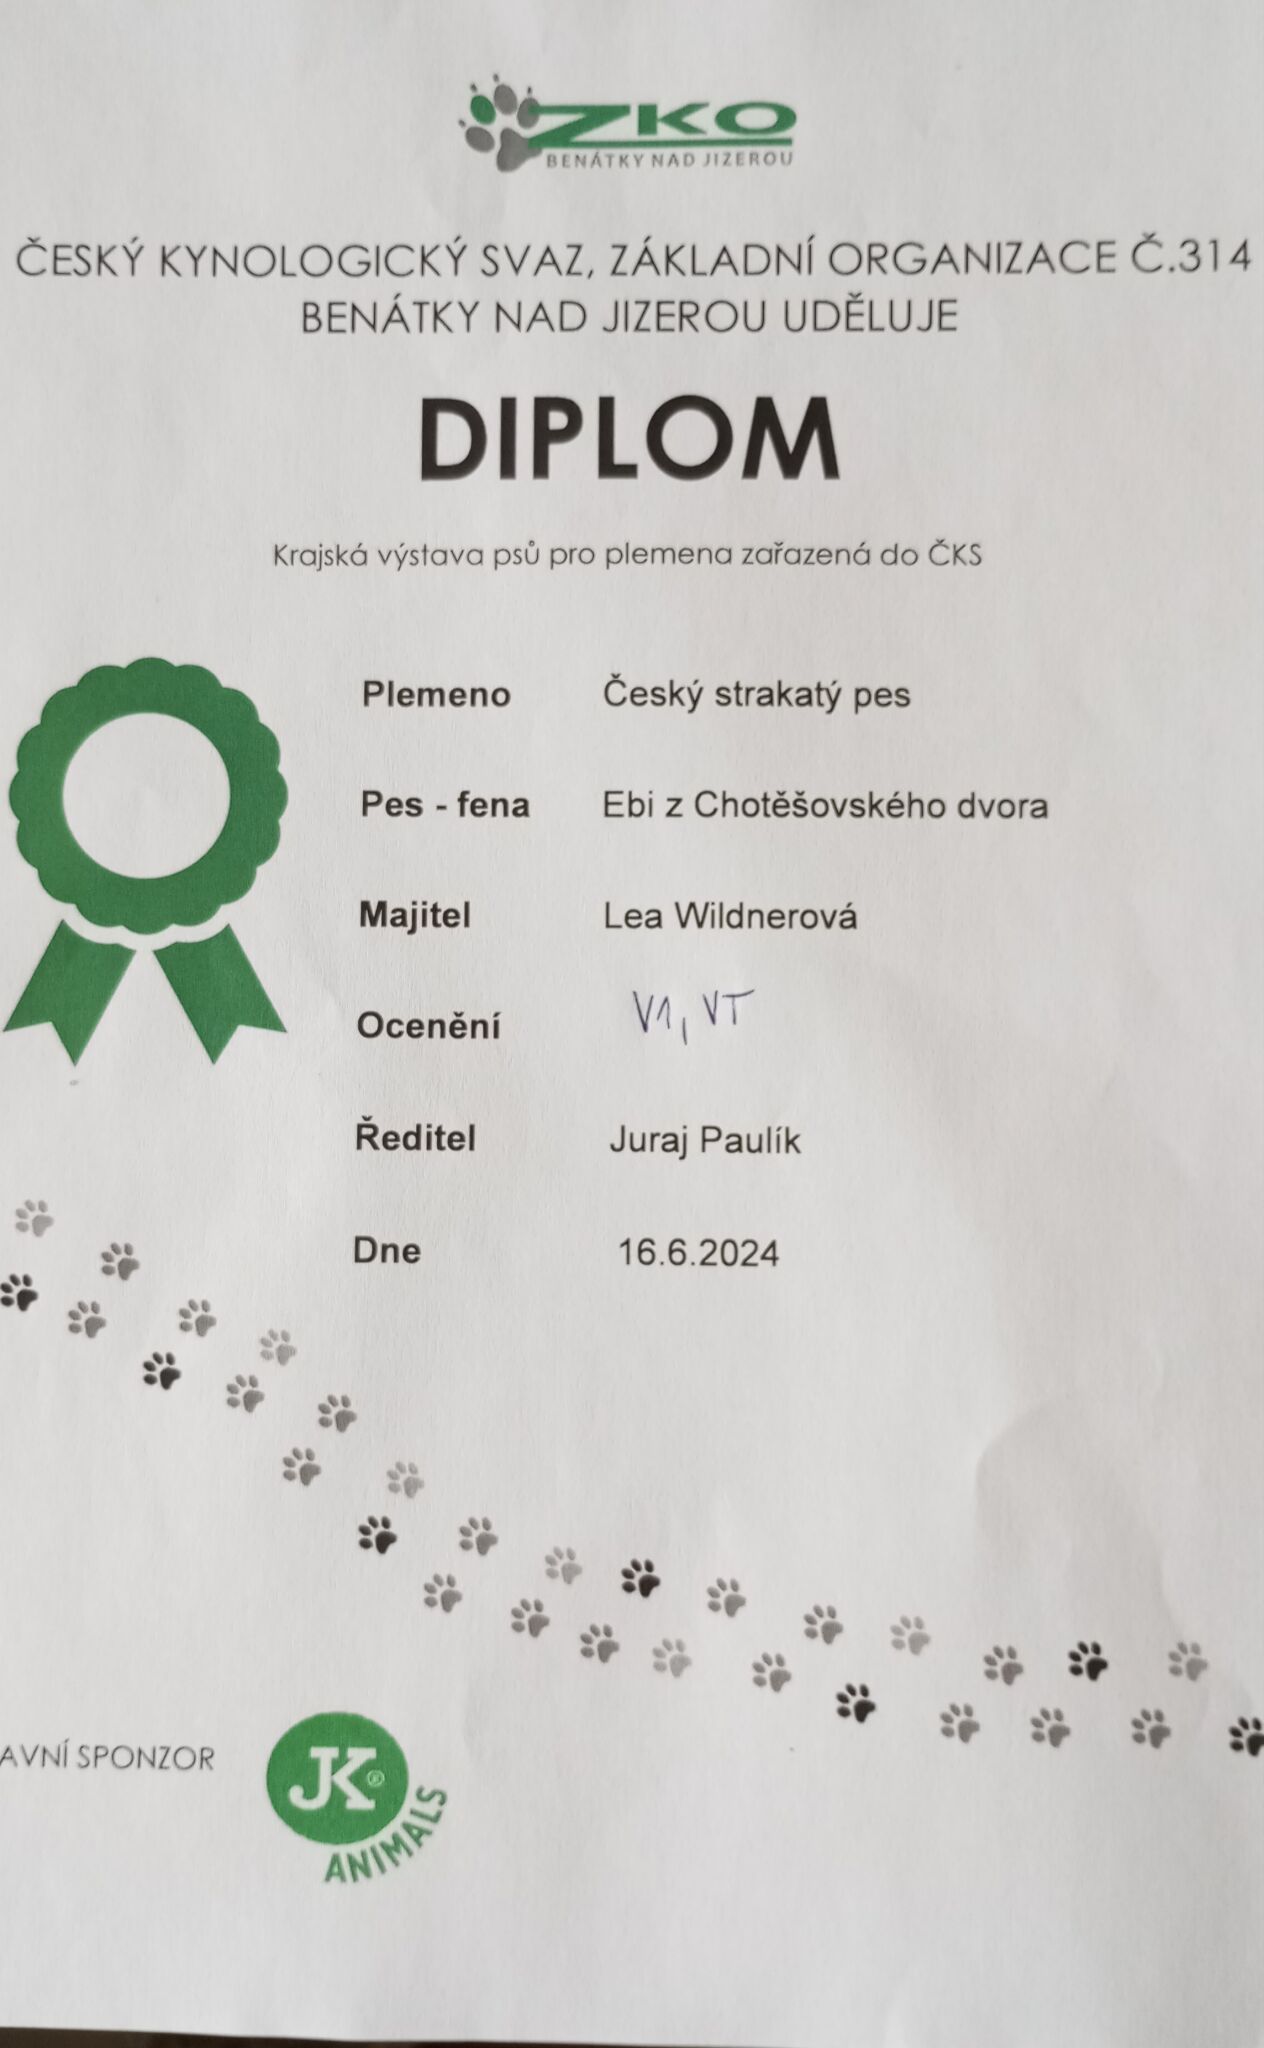 ZKO
BENÁTKY NAD JIZEROU
ČESKÝ KYNOLOGICKÝ SVAZ, ZÁKLADNÍ ORGANIZACE Č.314
BENÁTKY NAD JIZEROU UDĚLUJE
DIPLOM
Krajská výstava psů pro plemena zařazená do ČKS
Plemeno Český strakatý pes
Pes - fena Ebi z Chotěšovského dvora
Majitel Lea Wildnerová
Ocenění V1, VT
Ředitel Juraj Paulík
Dne 16.6.2024
AVNÍ SPONZOR
JK®
ANIMALS